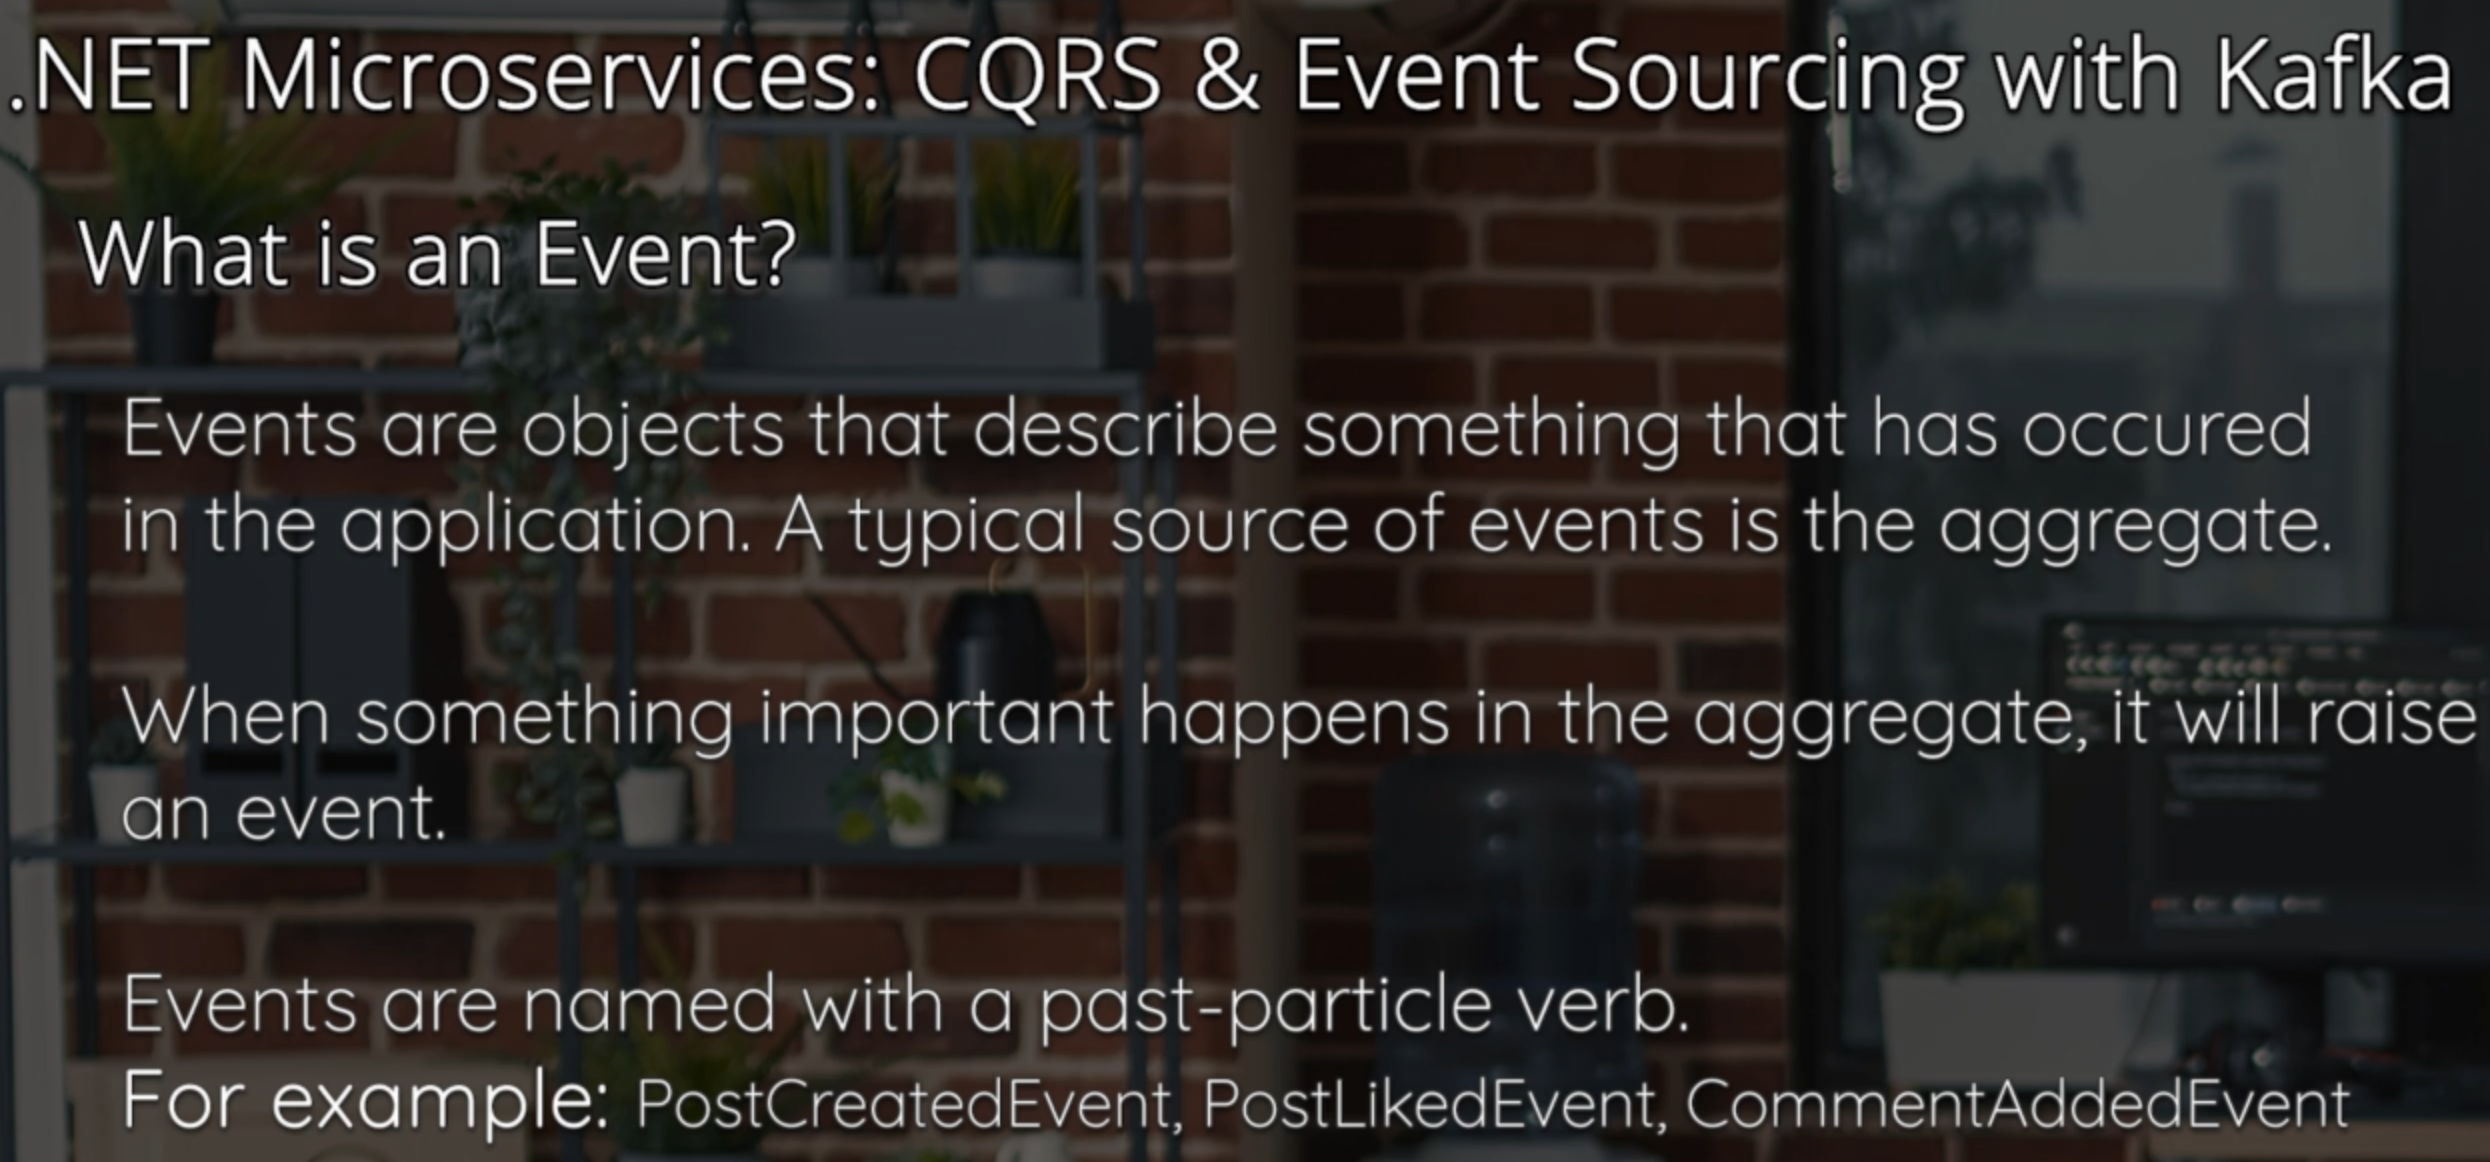 .NET Microservices: CQRS & Event Sourcing with Kafka
What is an Event?
Events are objects that describe something that has occured
in the application. A typical source of events is the aggregate.
When something important happens in the aggregate, it will raise
an event.
Events are named with a past-particle verb.
For example: PostCreatedEvent, PostLikedEvent, CommentAddedEvent